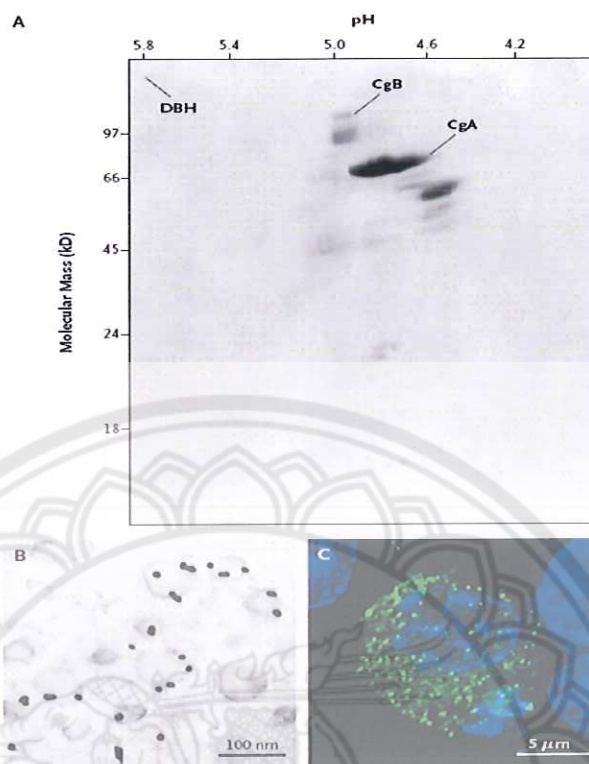 A
pH
5.8 5.4 5.0 4.6 4.2
DBH
CgB
CgA
97
66
45
24
18
Molecular Mass (kD)
B
100 nm
C
5 μm